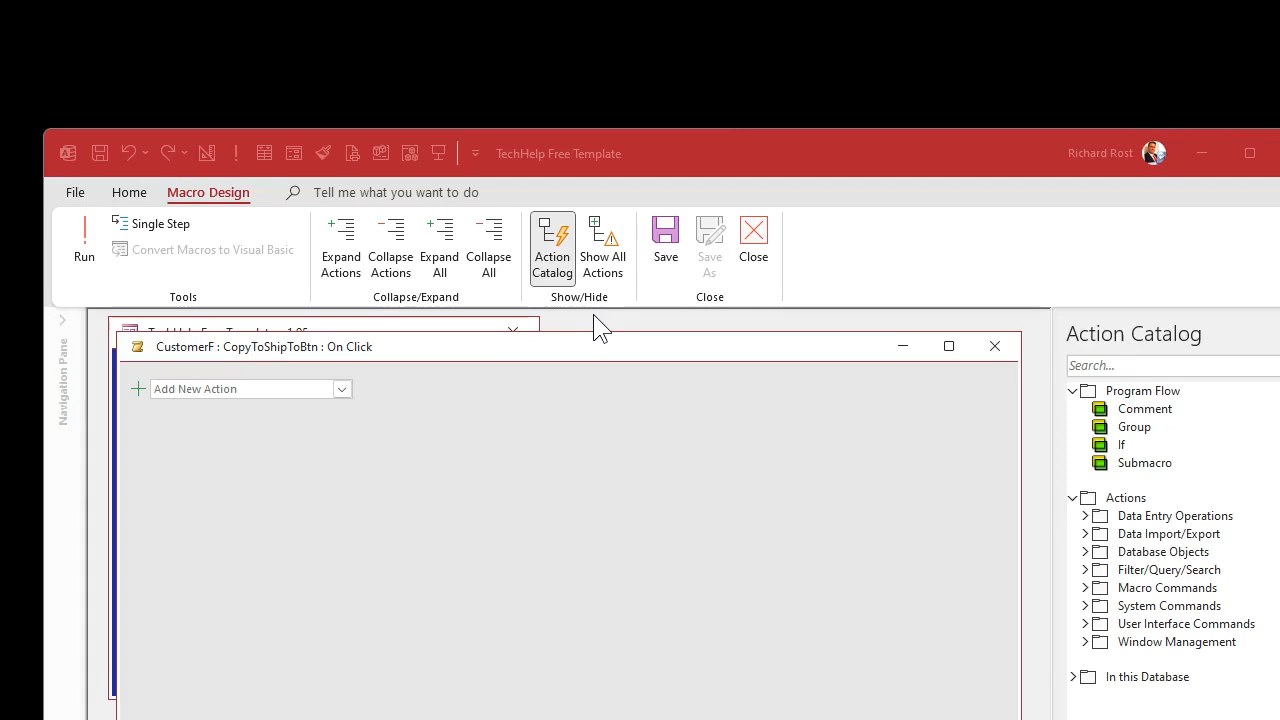 TechHelp Free Template
Richard Rost
File
Home
Macro Design
Tell me what you want to do
Run
Single Step
Convert Macros to Visual Basic
Tools
Expand Actions
Collapse Actions
Expand All
Collapse All
Collapse/Expand
Action Catalog
Show All Actions
Show/Hide
Save
Save As
Close
Close
Navigation Pane
CustomerF : CopyToShipToBtn : On Click
Add New Action
Action Catalog
Search...
Program Flow
Comment
Group
If
Submacro
Actions
Data Entry Operations
Data Import/Export
Database Objects
Filter/Query/Search
Macro Commands
System Commands
User Interface Commands
Window Management
In this Database